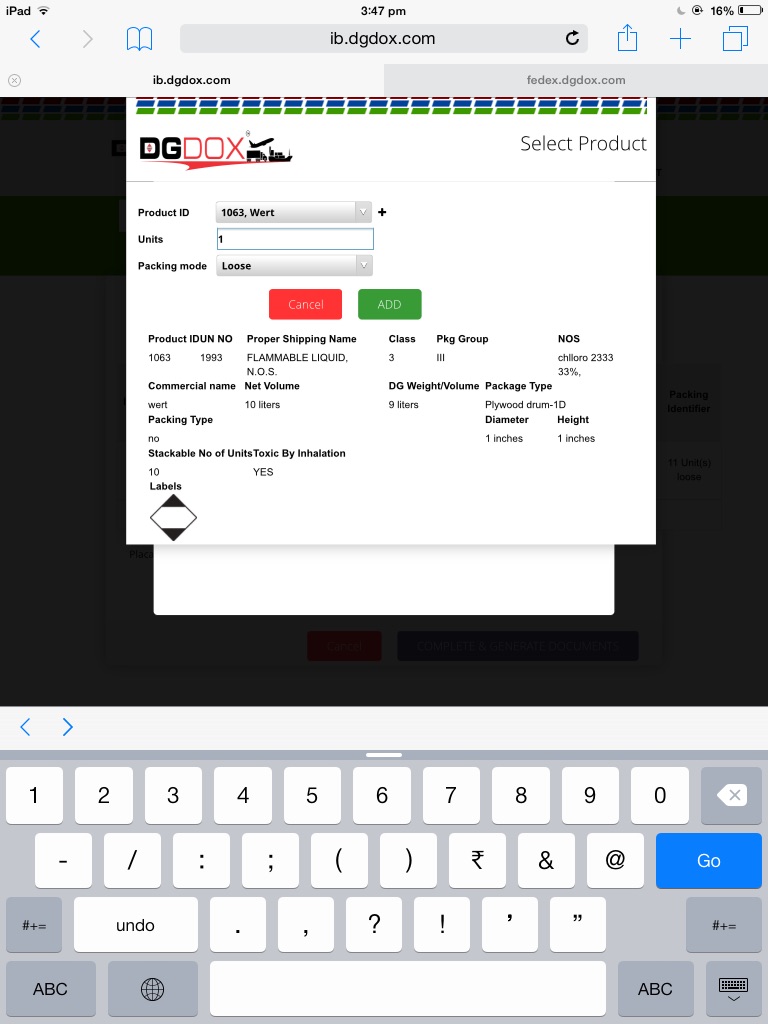 iPad 3:47 pm 16%
ib.dgdox.com
ib.dgdox.com fedex.dgdox.com
DGDOX® Select Product
Product ID 1063, Wert +
Units 1
Packing mode Loose
Cancel ADD
Product ID UN NO Proper Shipping Name Class Pkg Group NOS
1063 1993 FLAMMABLE LIQUID, 3 III chlloro 2333
N.O.S. 33%,
Commercial name Net Volume DG Weight/Volume Package Type
wert 10 liters 9 liters Plywood drum-1D
Packing Type Diameter Height
no 1 inches 1 inches
Stackable No of Units Toxic By Inhalation
10 YES
Labels
Packing
Identifier
11 Unit(s)
loose
Placa
Cancel COMPLETE & GENERATE DOCUMENTS
1 2 3 4 5 6 7 8 9 0
- / : ; ( ) ₹ & @ Go
#+= undo . , ? ! ’ ” #+=
ABC ABC